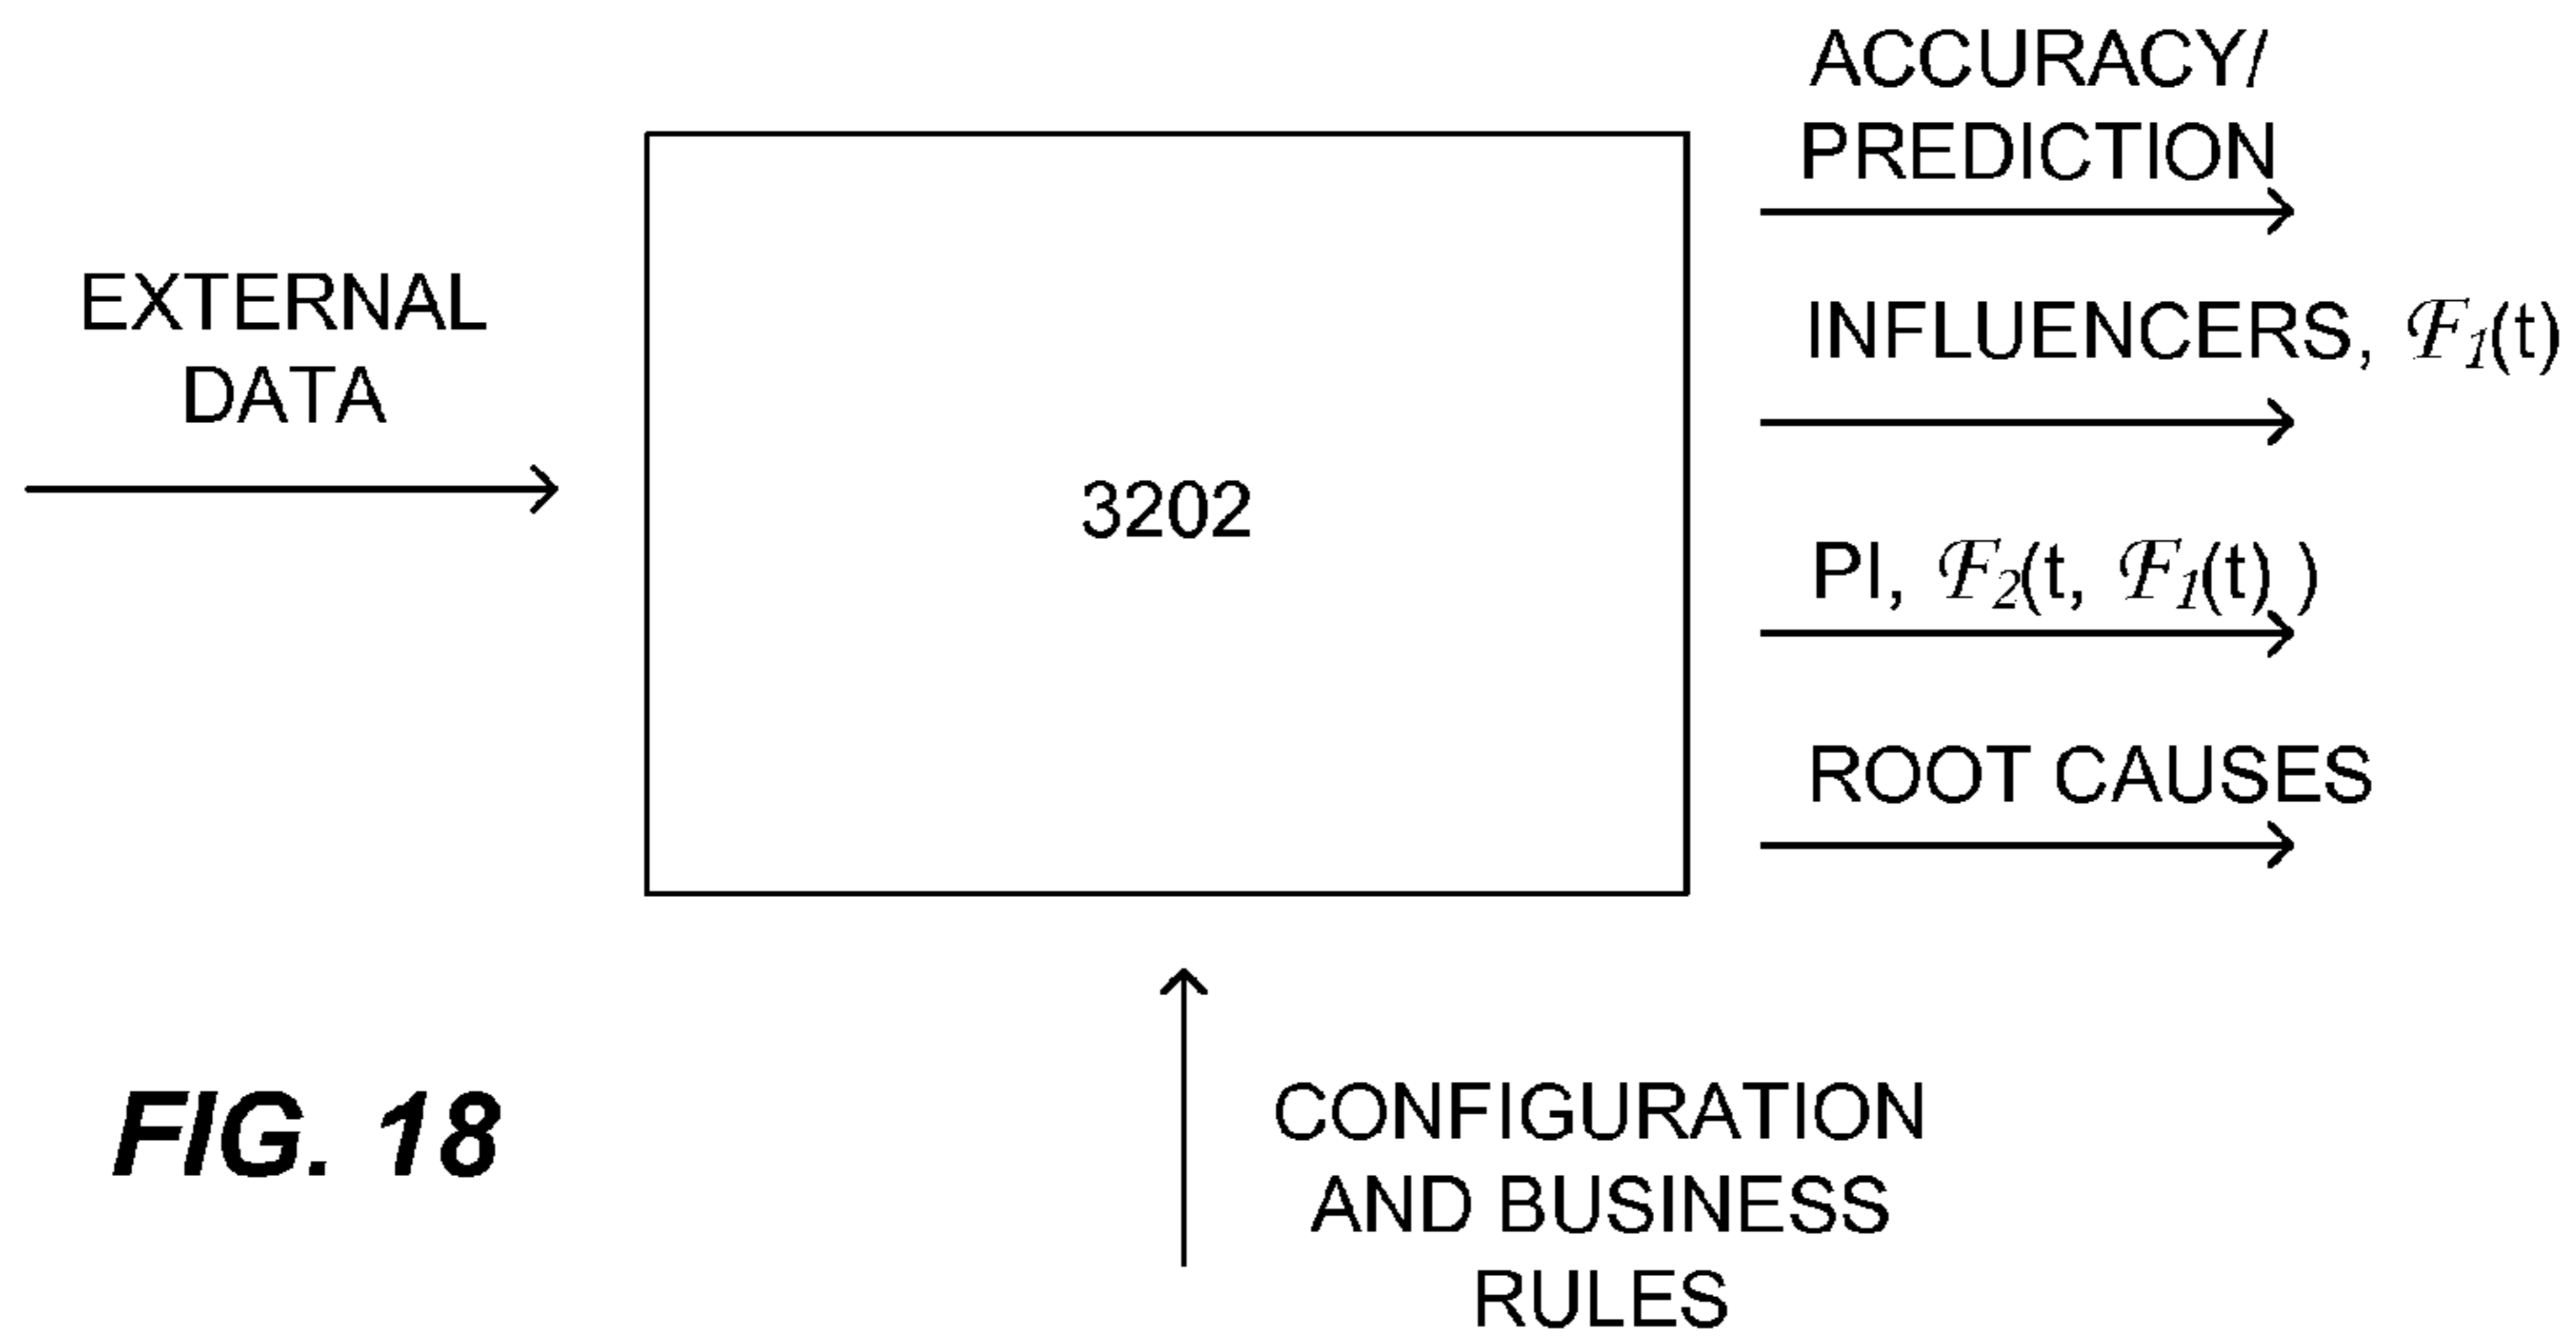 ACCURACY/
PREDICTION
EXTERNAL
DATA
INFLUENCERS, ℱ₁(t)
3202
PI, ℱ₂(t, ℱ₁(t) )
ROOT CAUSES
CONFIGURATION
AND BUSINESS
RULES
FIG. 18